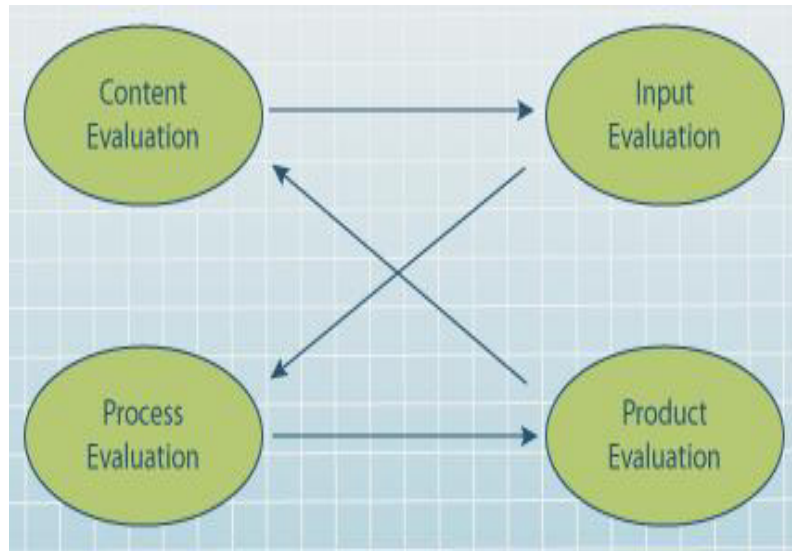 Content
Evaluation
Input
Evaluation
Process
Evaluation
Product
Evaluation